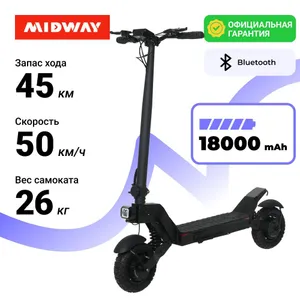 MIDWAY
ОФИЦИАЛЬНАЯ
ГАРАНТИЯ
Bluetooth
Запас хода
45 км
18000 mAh
Скорость
50 км/ч
Вес самоката
26 кг